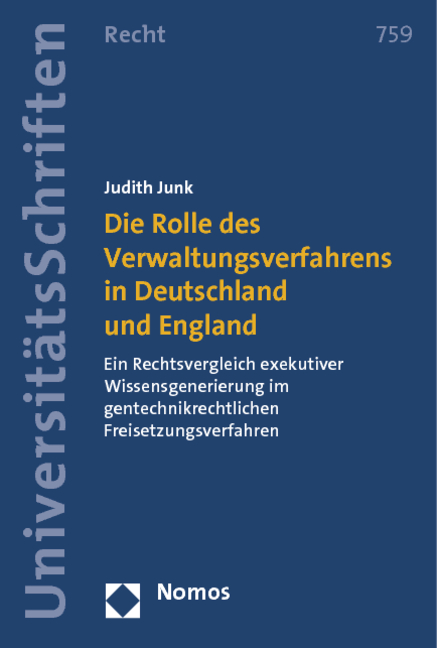 UniversitätsSchriften
Recht 759
Judith Junk
Die Rolle des
Verwaltungsverfahrens
in Deutschland
und England
Ein Rechtsvergleich exekutiver
Wissensgenerierung im
gentechnikrechtlichen
Freisetzungsverfahren
Nomos